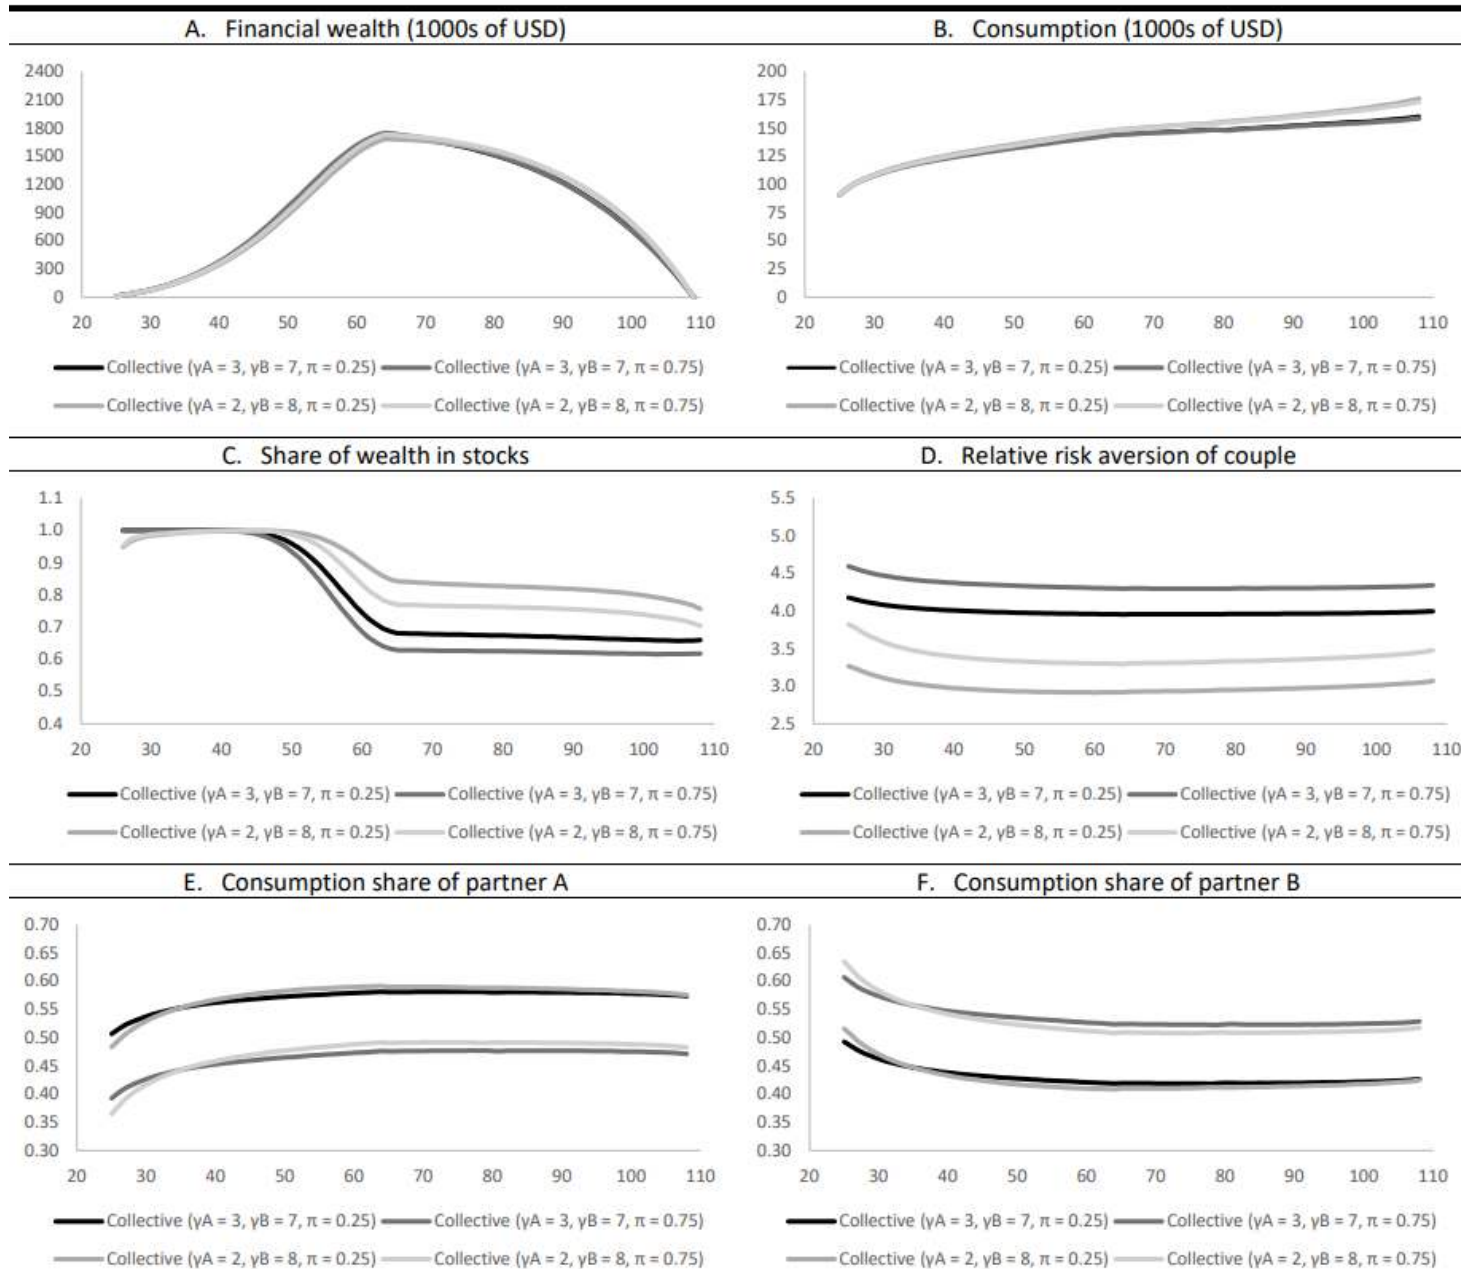 A. Financial wealth (1000s of USD)
2400
2100
1800
1500
1200
900
600
300
0
20 30 40 50 60 70 80 90 100 110
Collective (γA = 3, γB = 7, π = 0.25) Collective (γA = 3, γB = 7, π = 0.75)
Collective (γA = 2, γB = 8, π = 0.25) Collective (γA = 2, γB = 8, π = 0.75)
B. Consumption (1000s of USD)
200
175
150
125
100
75
50
25
0
20 30 40 50 60 70 80 90 100 110
Collective (γA = 3, γB = 7, π = 0.25) Collective (γA = 3, γB = 7, π = 0.75)
Collective (γA = 2, γB = 8, π = 0.25) Collective (γA = 2, γB = 8, π = 0.75)
C. Share of wealth in stocks
1.1
1.0
0.9
0.8
0.7
0.6
0.5
0.4
20 30 40 50 60 70 80 90 100 110
Collective (γA = 3, γB = 7, π = 0.25) Collective (γA = 3, γB = 7, π = 0.75)
Collective (γA = 2, γB = 8, π = 0.25) Collective (γA = 2, γB = 8, π = 0.75)
D. Relative risk aversion of couple
5.5
5.0
4.5
4.0
3.5
3.0
2.5
20 30 40 50 60 70 80 90 100 110
Collective (γA = 3, γB = 7, π = 0.25) Collective (γA = 3, γB = 7, π = 0.75)
Collective (γA = 2, γB = 8, π = 0.25) Collective (γA = 2, γB = 8, π = 0.75)
E. Consumption share of partner A
0.70
0.65
0.60
0.55
0.50
0.45
0.40
0.35
0.30
20 30 40 50 60 70 80 90 100 110
Collective (γA = 3, γB = 7, π = 0.25) Collective (γA = 3, γB = 7, π = 0.75)
Collective (γA = 2, γB = 8, π = 0.25) Collective (γA = 2, γB = 8, π = 0.75)
F. Consumption share of partner B
0.70
0.65
0.60
0.55
0.50
0.45
0.40
0.35
0.30
20 30 40 50 60 70 80 90 100 110
Collective (γA = 3, γB = 7, π = 0.25) Collective (γA = 3, γB = 7, π = 0.75)
Collective (γA = 2, γB = 8, π = 0.25) Collective (γA = 2, γB = 8, π = 0.75)